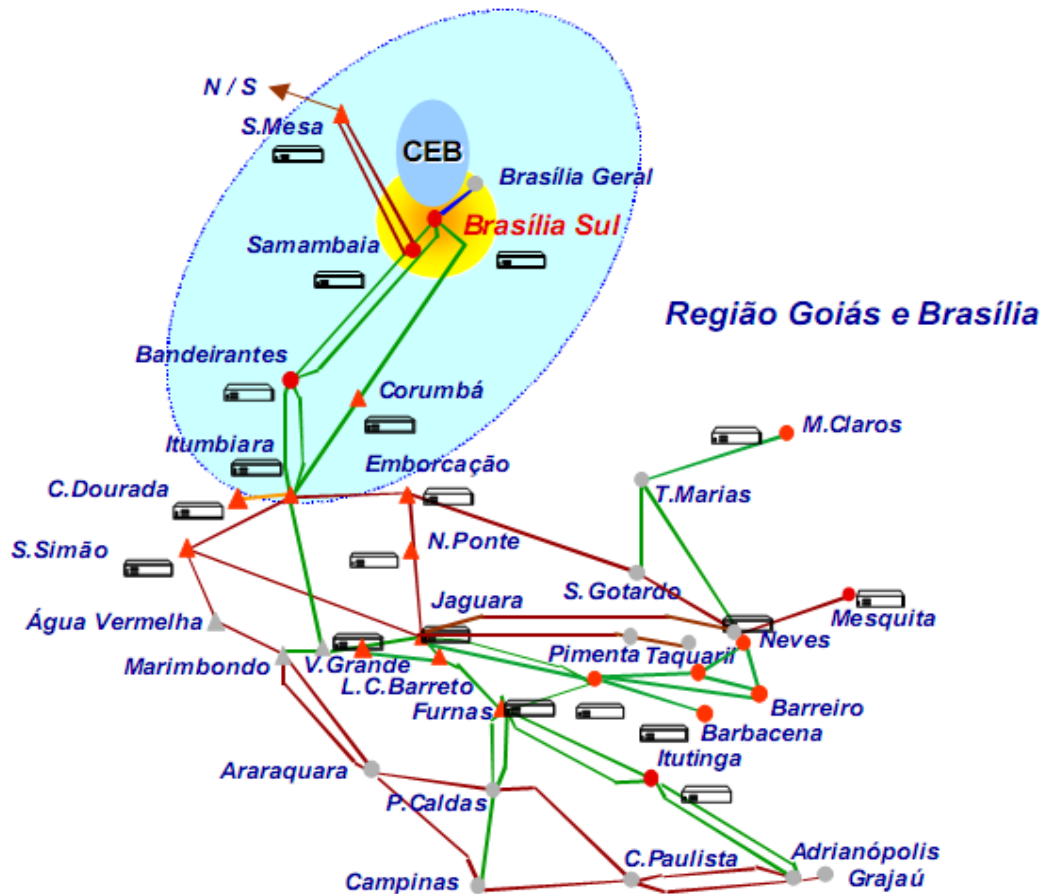 N / S
S.Mesa
CEB
Brasília Geral
Brasília Sul
Samambaia
Região Goiás e Brasília
Bandeirantes
Corumbá
M.Claros
Itumbiara
Emborcação
C.Dourada
T.Marias
S.Simão
N.Ponte
S. Gotardo
Jaguara
Mesquita
Água Vermelha
Neves
Pimenta
Taquaril
Marimbondo
V.Grande
L.C.Barreto
Furnas
Barreiro
Barbacena
Itutinga
Araraquara
P.Caldas
C.Paulista
Adrianópolis
Campinas
Grajaú